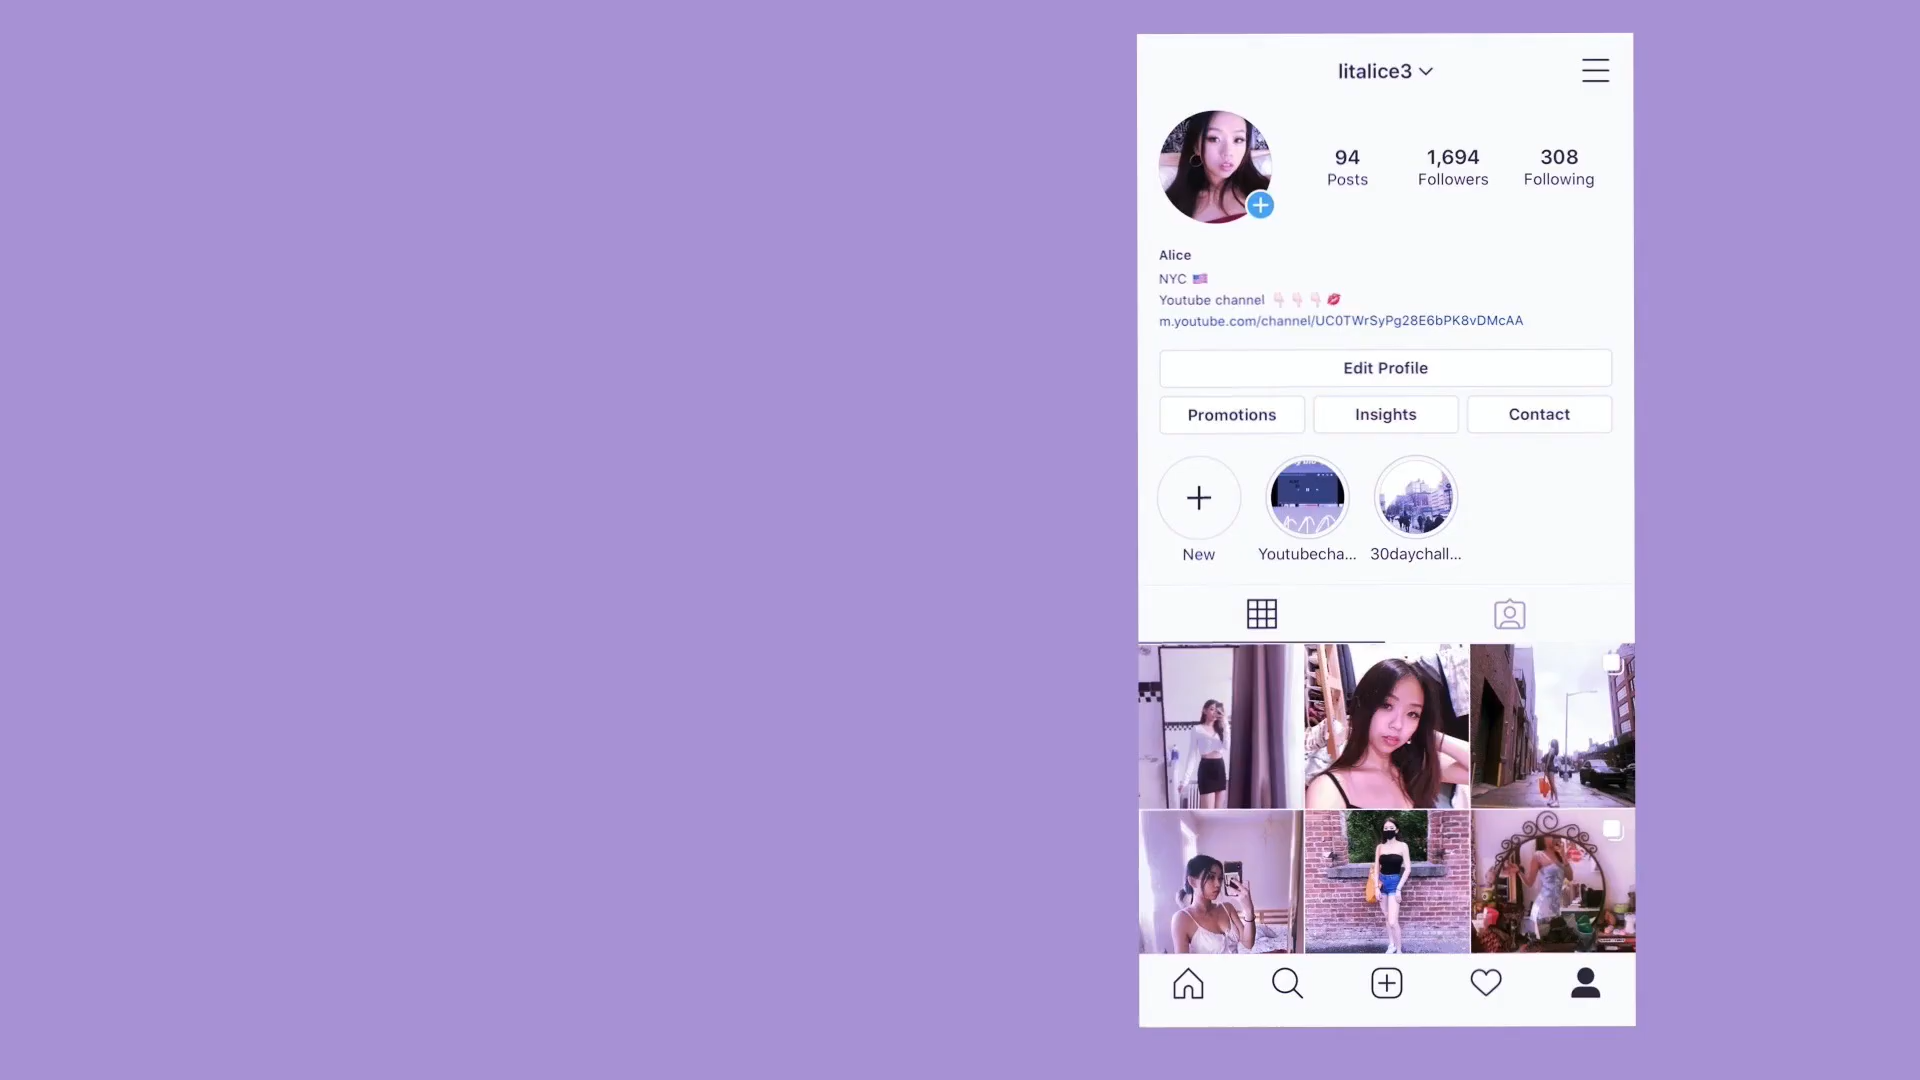 litalice3
94
1,694
308
Posts
Followers
Following
Alice
NYC 🇺🇸
Youtube channel 👇🏻👇🏻👇🏻💋
m.youtube.com/channel/UC0TWrSyPg28E6bPK8vDMcAA
Edit Profile
Promotions
Insights
Contact
New
Youtubecha...
30daychall...